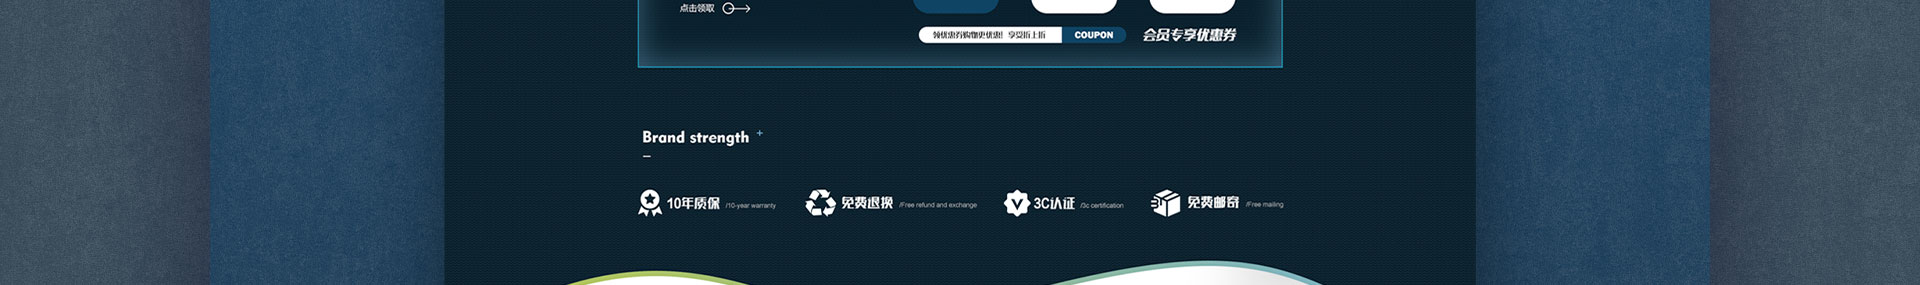 点击领取
领优惠券购物更优惠！享受折上折 COUPON 会员专享优惠券
Brand strength +
10年质保 /10-year warranty 免费退换 /Free refund and exchange 3C认证 /3c certification 免费邮寄 /Free mailing